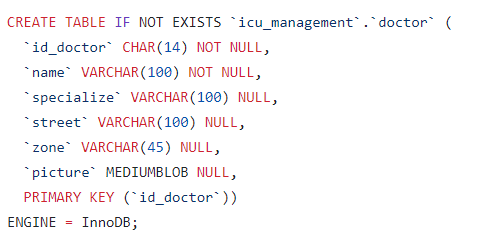 CREATE TABLE IF NOT EXISTS `icu_management`.`doctor` (
  `id_doctor` CHAR(14) NOT NULL,
  `name` VARCHAR(100) NOT NULL,
  `specialize` VARCHAR(100) NULL,
  `street` VARCHAR(100) NULL,
  `zone` VARCHAR(45) NULL,
  `picture` MEDIUMBLOB NULL,
  PRIMARY KEY (`id_doctor`))
ENGINE = InnoDB;